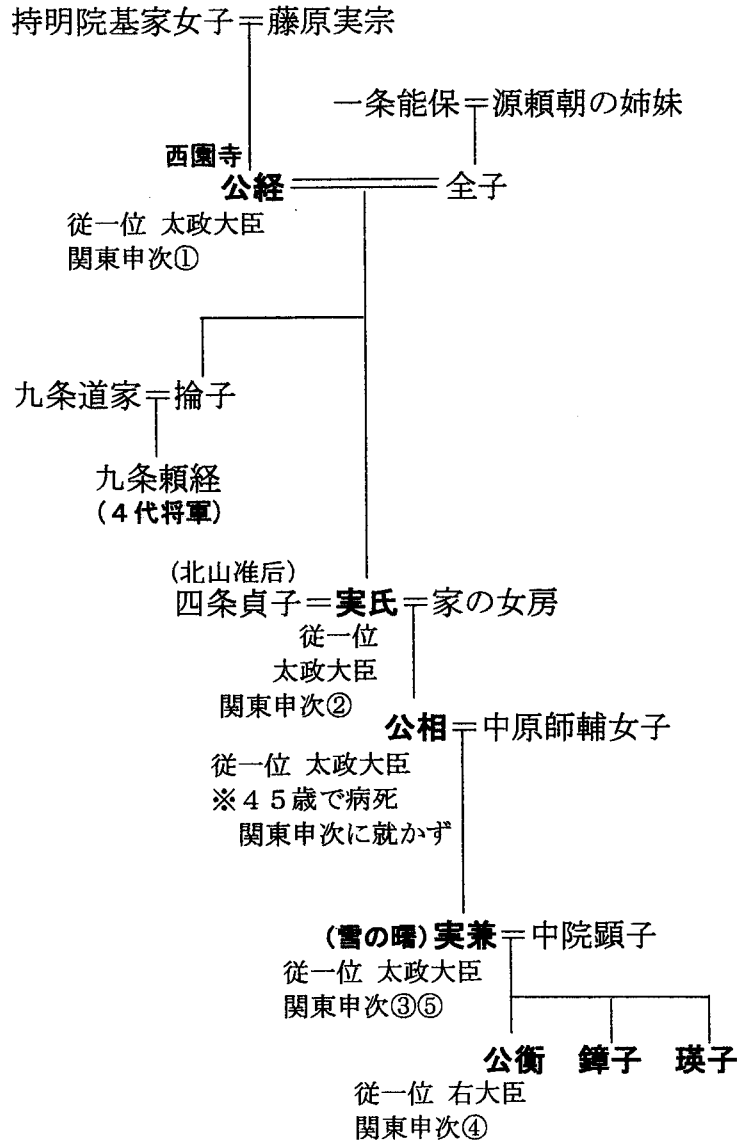 持明院基家女子＝藤原実宗
一条能保＝源頼朝の姉妹
西園寺
公経＝全子
従一位 太政大臣
関東申次①
九条道家＝掄子
九条頼経
(４代将軍)
(北山准后)
四条貞子＝実氏＝家の女房
従一位
太政大臣
関東申次②
公相＝中原師輔女子
従一位 太政大臣
※４５歳で病死
関東申次に就かず
(雪の曙)実兼＝中院顕子
従一位 太政大臣
関東申次③⑤
公衡 鏱子 瑛子
従一位 右大臣
関東申次④